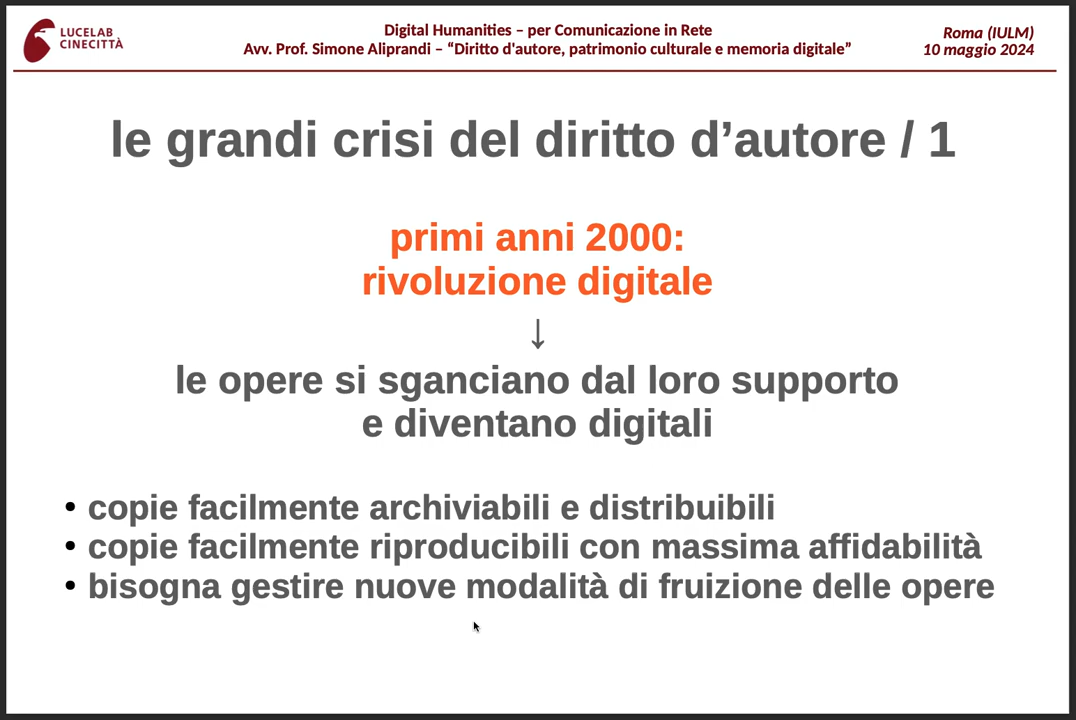 LUCELAB
CINECITTÀ
Digital Humanities – per Comunicazione in Rete
Avv. Prof. Simone Aliprandi – “Diritto d'autore, patrimonio culturale e memoria digitale”
Roma (IULM)
10 maggio 2024
le grandi crisi del diritto d’autore / 1
primi anni 2000:
rivoluzione digitale
↓
le opere si sganciano dal loro supporto
e diventano digitali
• copie facilmente archiviabili e distribuibili
• copie facilmente riproducibili con massima affidabilità
• bisogna gestire nuove modalità di fruizione delle opere